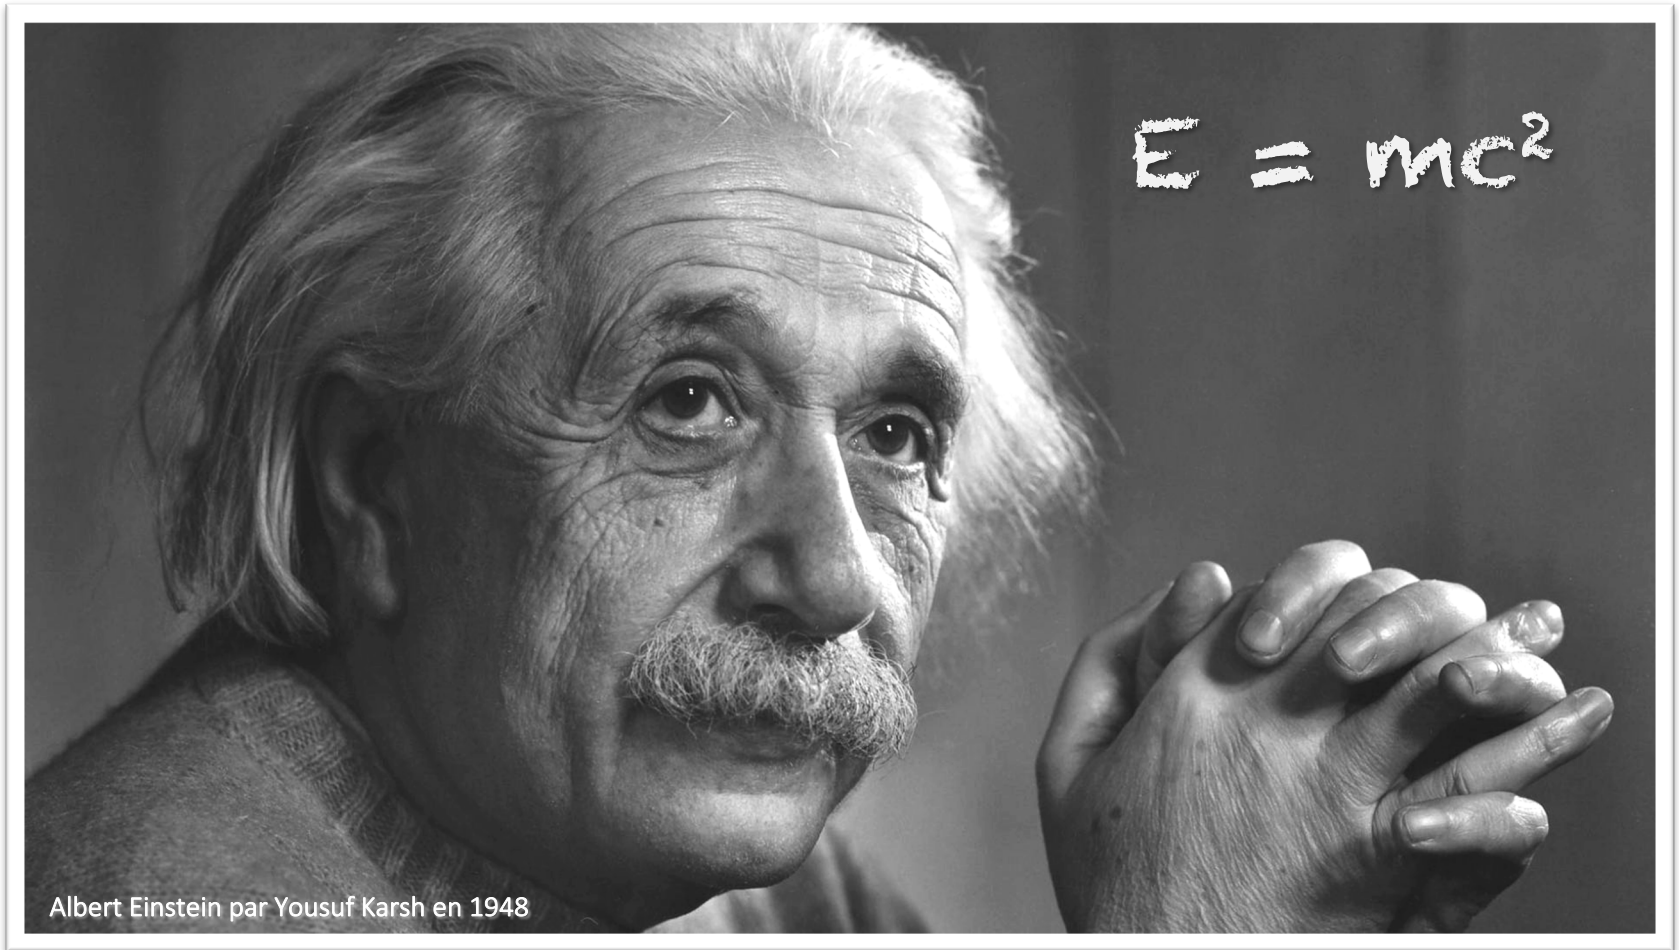 E = mc²
Albert Einstein par Yousuf Karsh en 1948